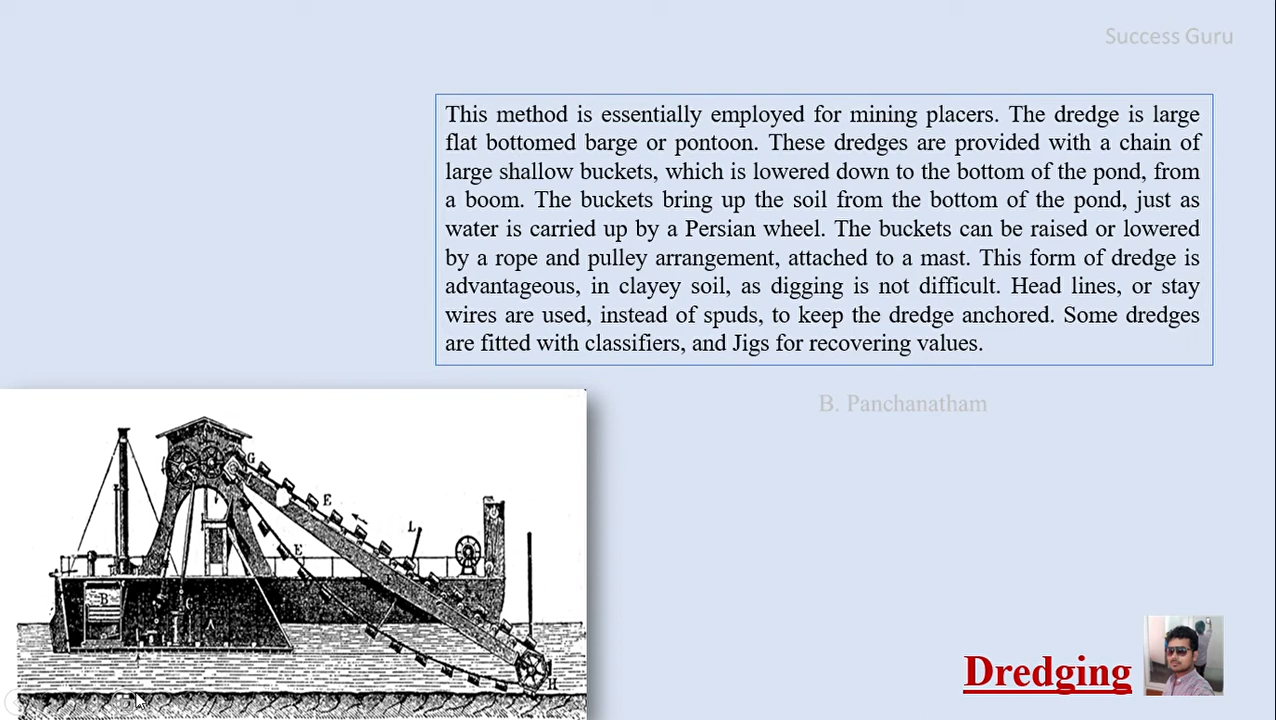 Success Guru
This method is essentially employed for mining placers. The dredge is large
flat bottomed barge or pontoon. These dredges are provided with a chain of
large shallow buckets, which is lowered down to the bottom of the pond, from
a boom. The buckets bring up the soil from the bottom of the pond, just as
water is carried up by a Persian wheel. The buckets can be raised or lowered
by a rope and pulley arrangement, attached to a mast. This form of dredge is
advantageous, in clayey soil, as digging is not difficult. Head lines, or stay
wires are used, instead of spuds, to keep the dredge anchored. Some dredges
are fitted with classifiers, and Jigs for recovering values.
B. Panchanatham
G
E
L
E
B
C
A
H
Dredging